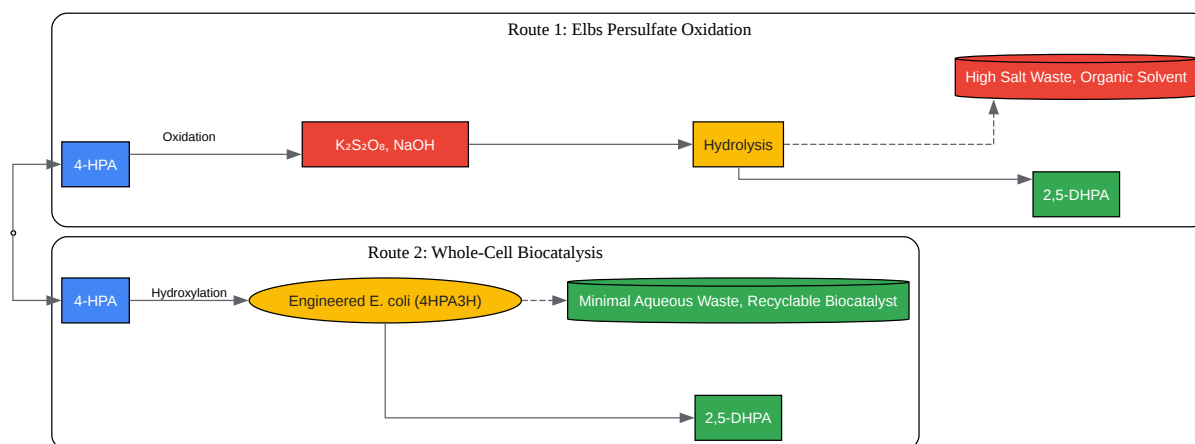 Route 1: Elbs Persulfate Oxidation
High Salt Waste, Organic Solvent
Oxidation
4-HPA
K₂S₂O₈, NaOH
Hydrolysis
2,5-DHPA
Route 2: Whole-Cell Biocatalysis
4-HPA
Hydroxylation
Engineered E. coli (4HPA3H)
Minimal Aqueous Waste, Recyclable Biocatalyst
2,5-DHPA